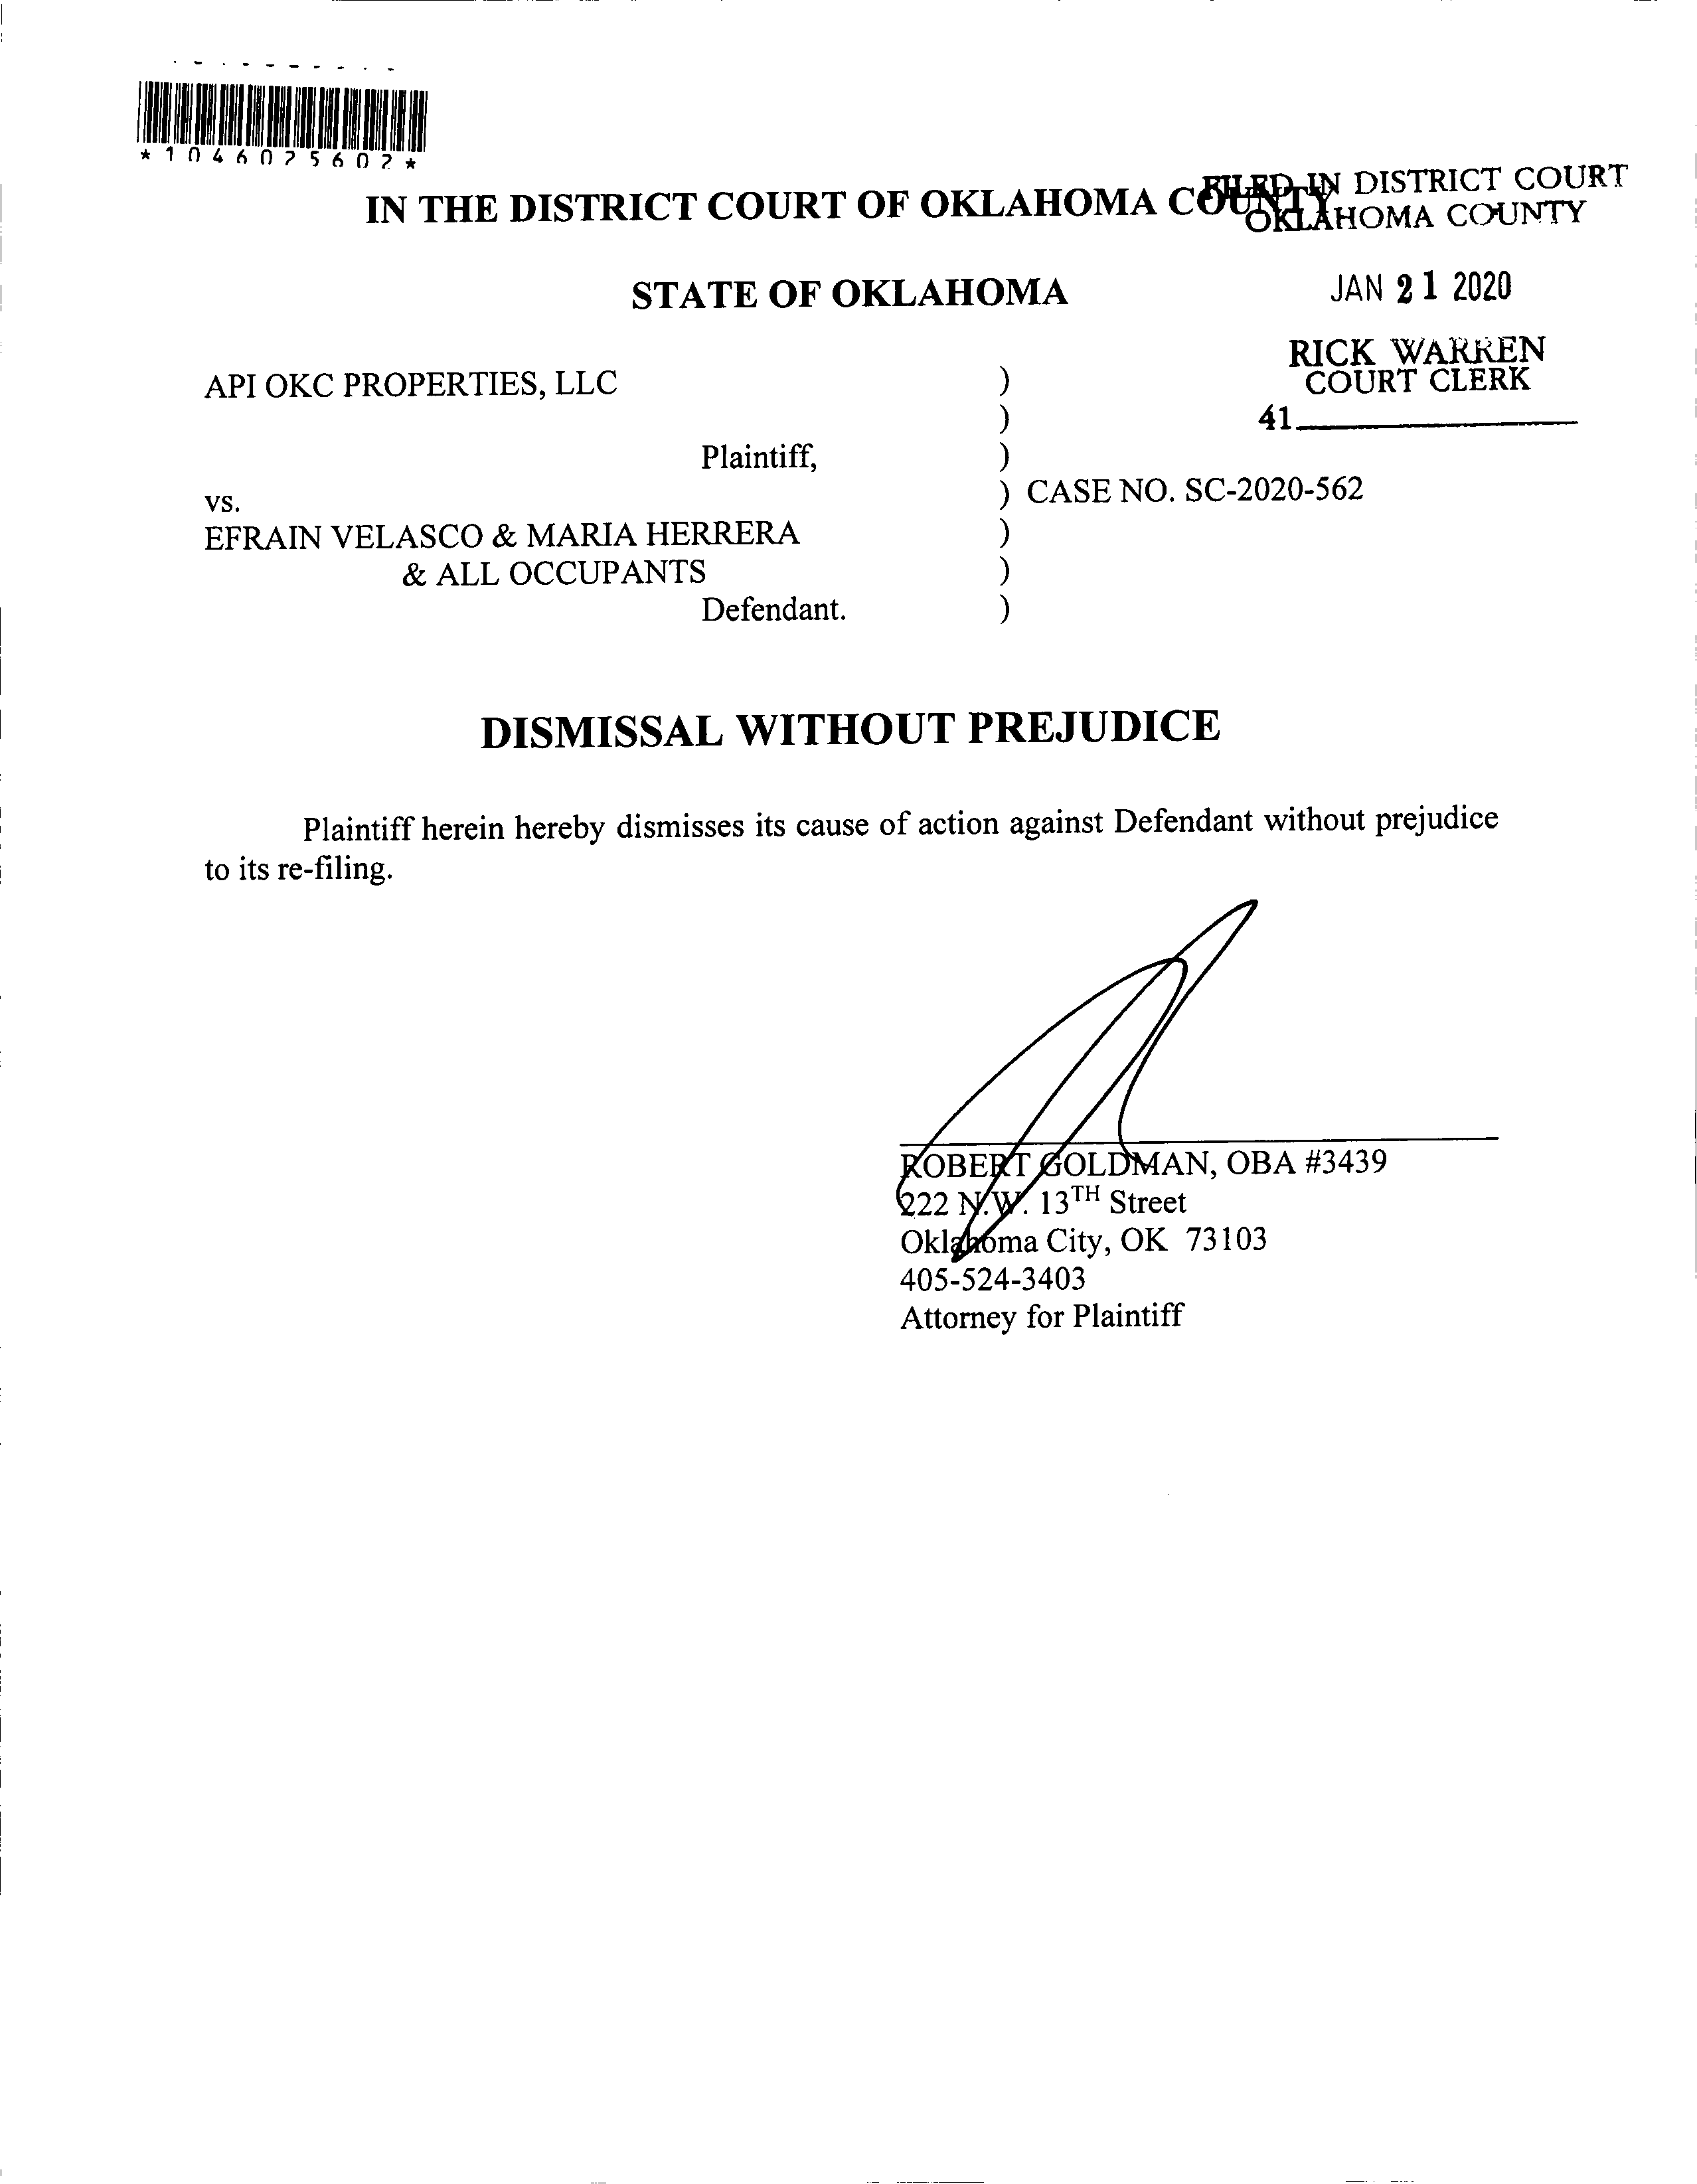 *1046025602*
IN THE DISTRICT COURT OF OKLAHOMA COUNTY
FILED IN DISTRICT COURT
OKLAHOMA COUNTY
STATE OF OKLAHOMA
JAN 21 2020
RICK WARREN
COURT CLERK
41
API OKC PROPERTIES, LLC )
)
Plaintiff, )
vs. ) CASE NO. SC-2020-562
EFRAIN VELASCO & MARIA HERRERA )
& ALL OCCUPANTS )
Defendant. )
DISMISSAL WITHOUT PREJUDICE
Plaintiff herein hereby dismisses its cause of action against Defendant without prejudice
to its re-filing.
ROBERT GOLDMAN, OBA #3439
222 N.W. 13TH Street
Oklahoma City, OK 73103
405-524-3403
Attorney for Plaintiff